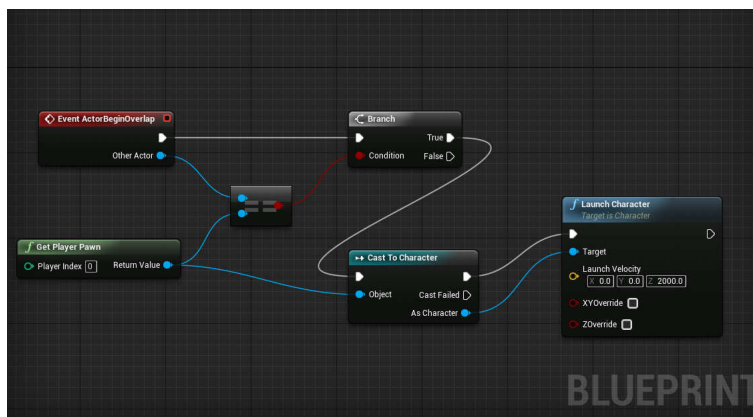 Event ActorBeginOverlap
Other Actor
Branch
True
Condition
False
==
Get Player Pawn
Player Index 0
Return Value
Cast To Character
Object
Cast Failed
As Character
Launch Character
Target is Character
Target
Launch Velocity
X 0.0 Y 0.0 Z 2000.0
XYOverride
ZOverride
BLUEPRINT